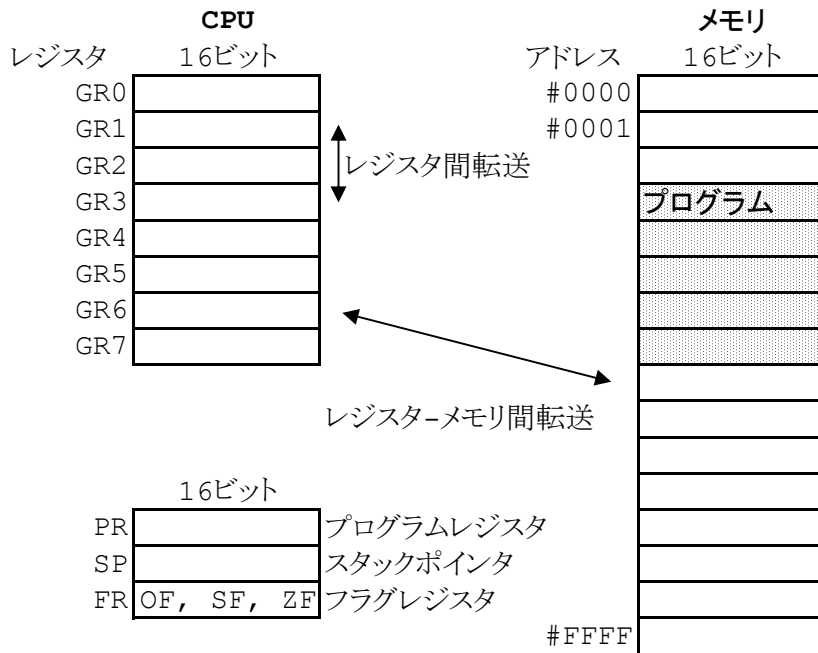 CPU
レジスタ 16ビット
GR0
GR1
GR2
GR3
GR4
GR5
GR6
GR7
レジスタ間転送
メモリ
アドレス 16ビット
#0000
#0001
プログラム
レジスタ-メモリ間転送
16ビット
PR プログラムレジスタ
SP スタックポインタ
FR OF, SF, ZF フラグレジスタ
#FFFF